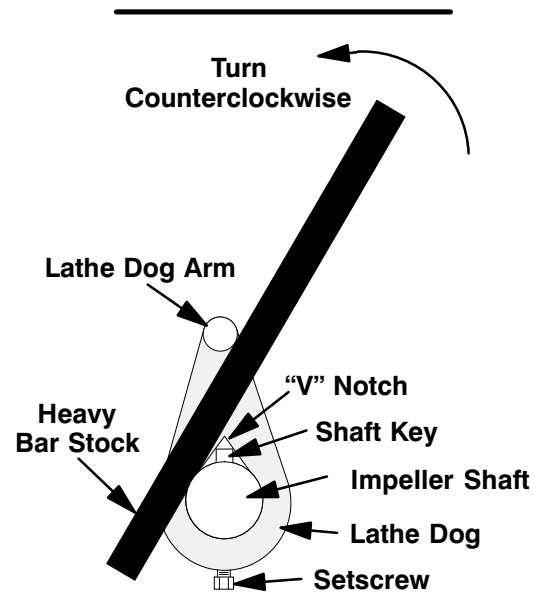 Turn
Counterclockwise
Lathe Dog Arm
“V” Notch
Heavy
Bar Stock
Shaft Key
Impeller Shaft
Lathe Dog
Setscrew